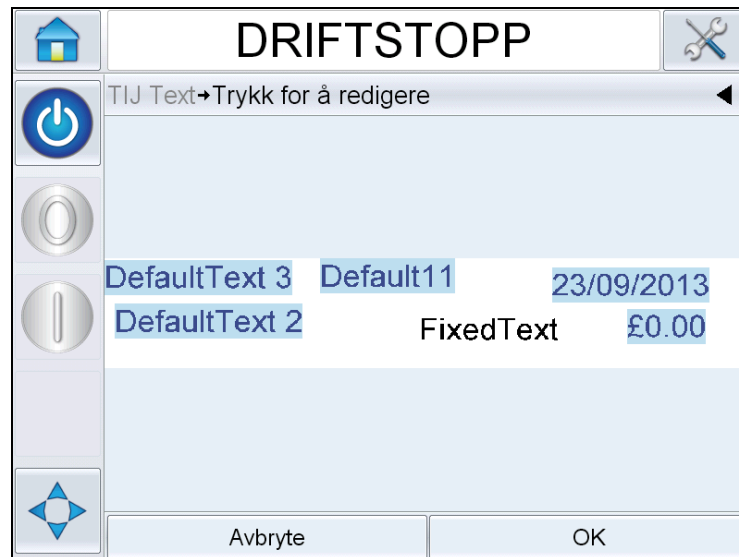 DRIFTSTOPP
TIJ Text→Trykk for å redigere
DefaultText 3 Default11 23/09/2013
DefaultText 2 FixedText £0.00
Avbryte OK